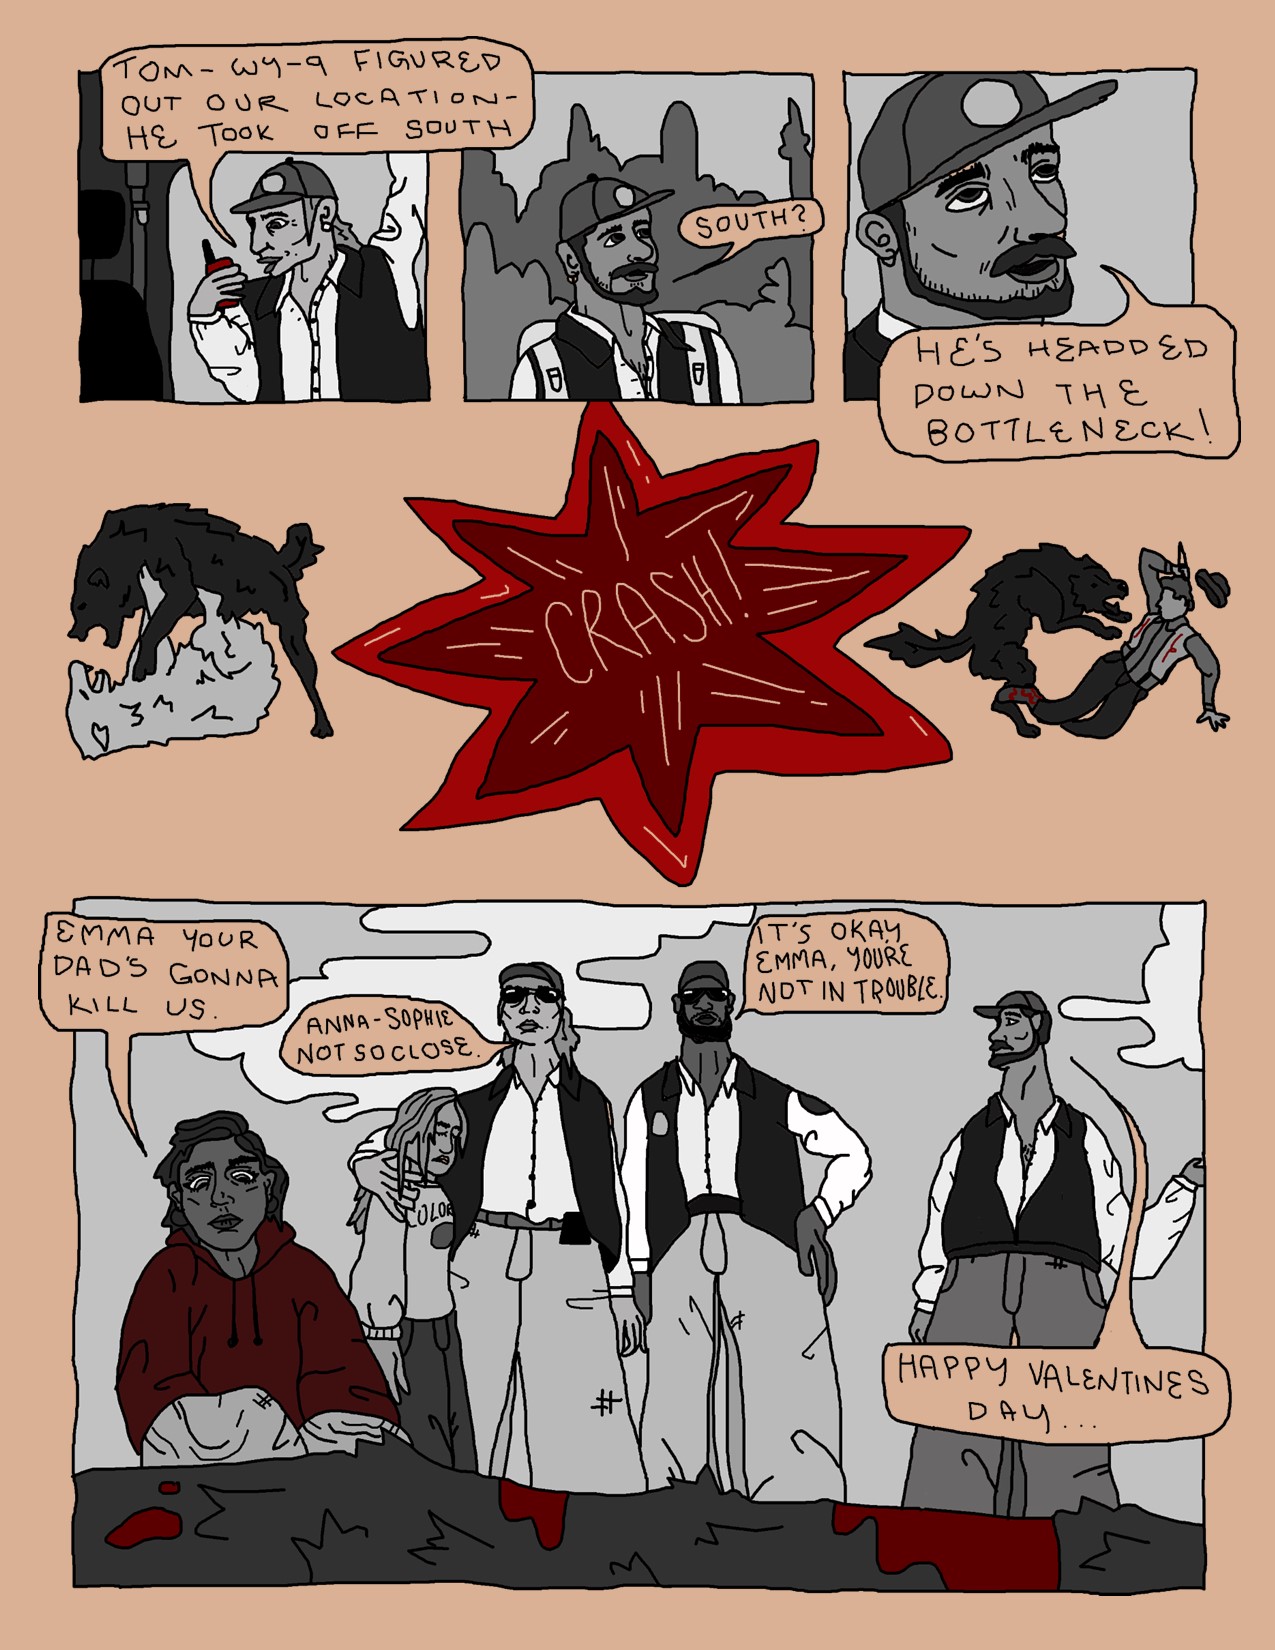 TOM-WY-9 FIGURED
OUT OUR LOCATION-
HE TOOK OFF SOUTH
SOUTH?
HE'S HEADDED
DOWN THE
BOTTLENECK!
CRASH!
EMMA YOUR
DAD'S GONNA
KILL US.
ANNA-SOPHIE
NOT SO CLOSE.
IT'S OKAY,
EMMA, YOU'RE
NOT IN TROUBLE.
COLOR
HAPPY VALENTINES
DAY...